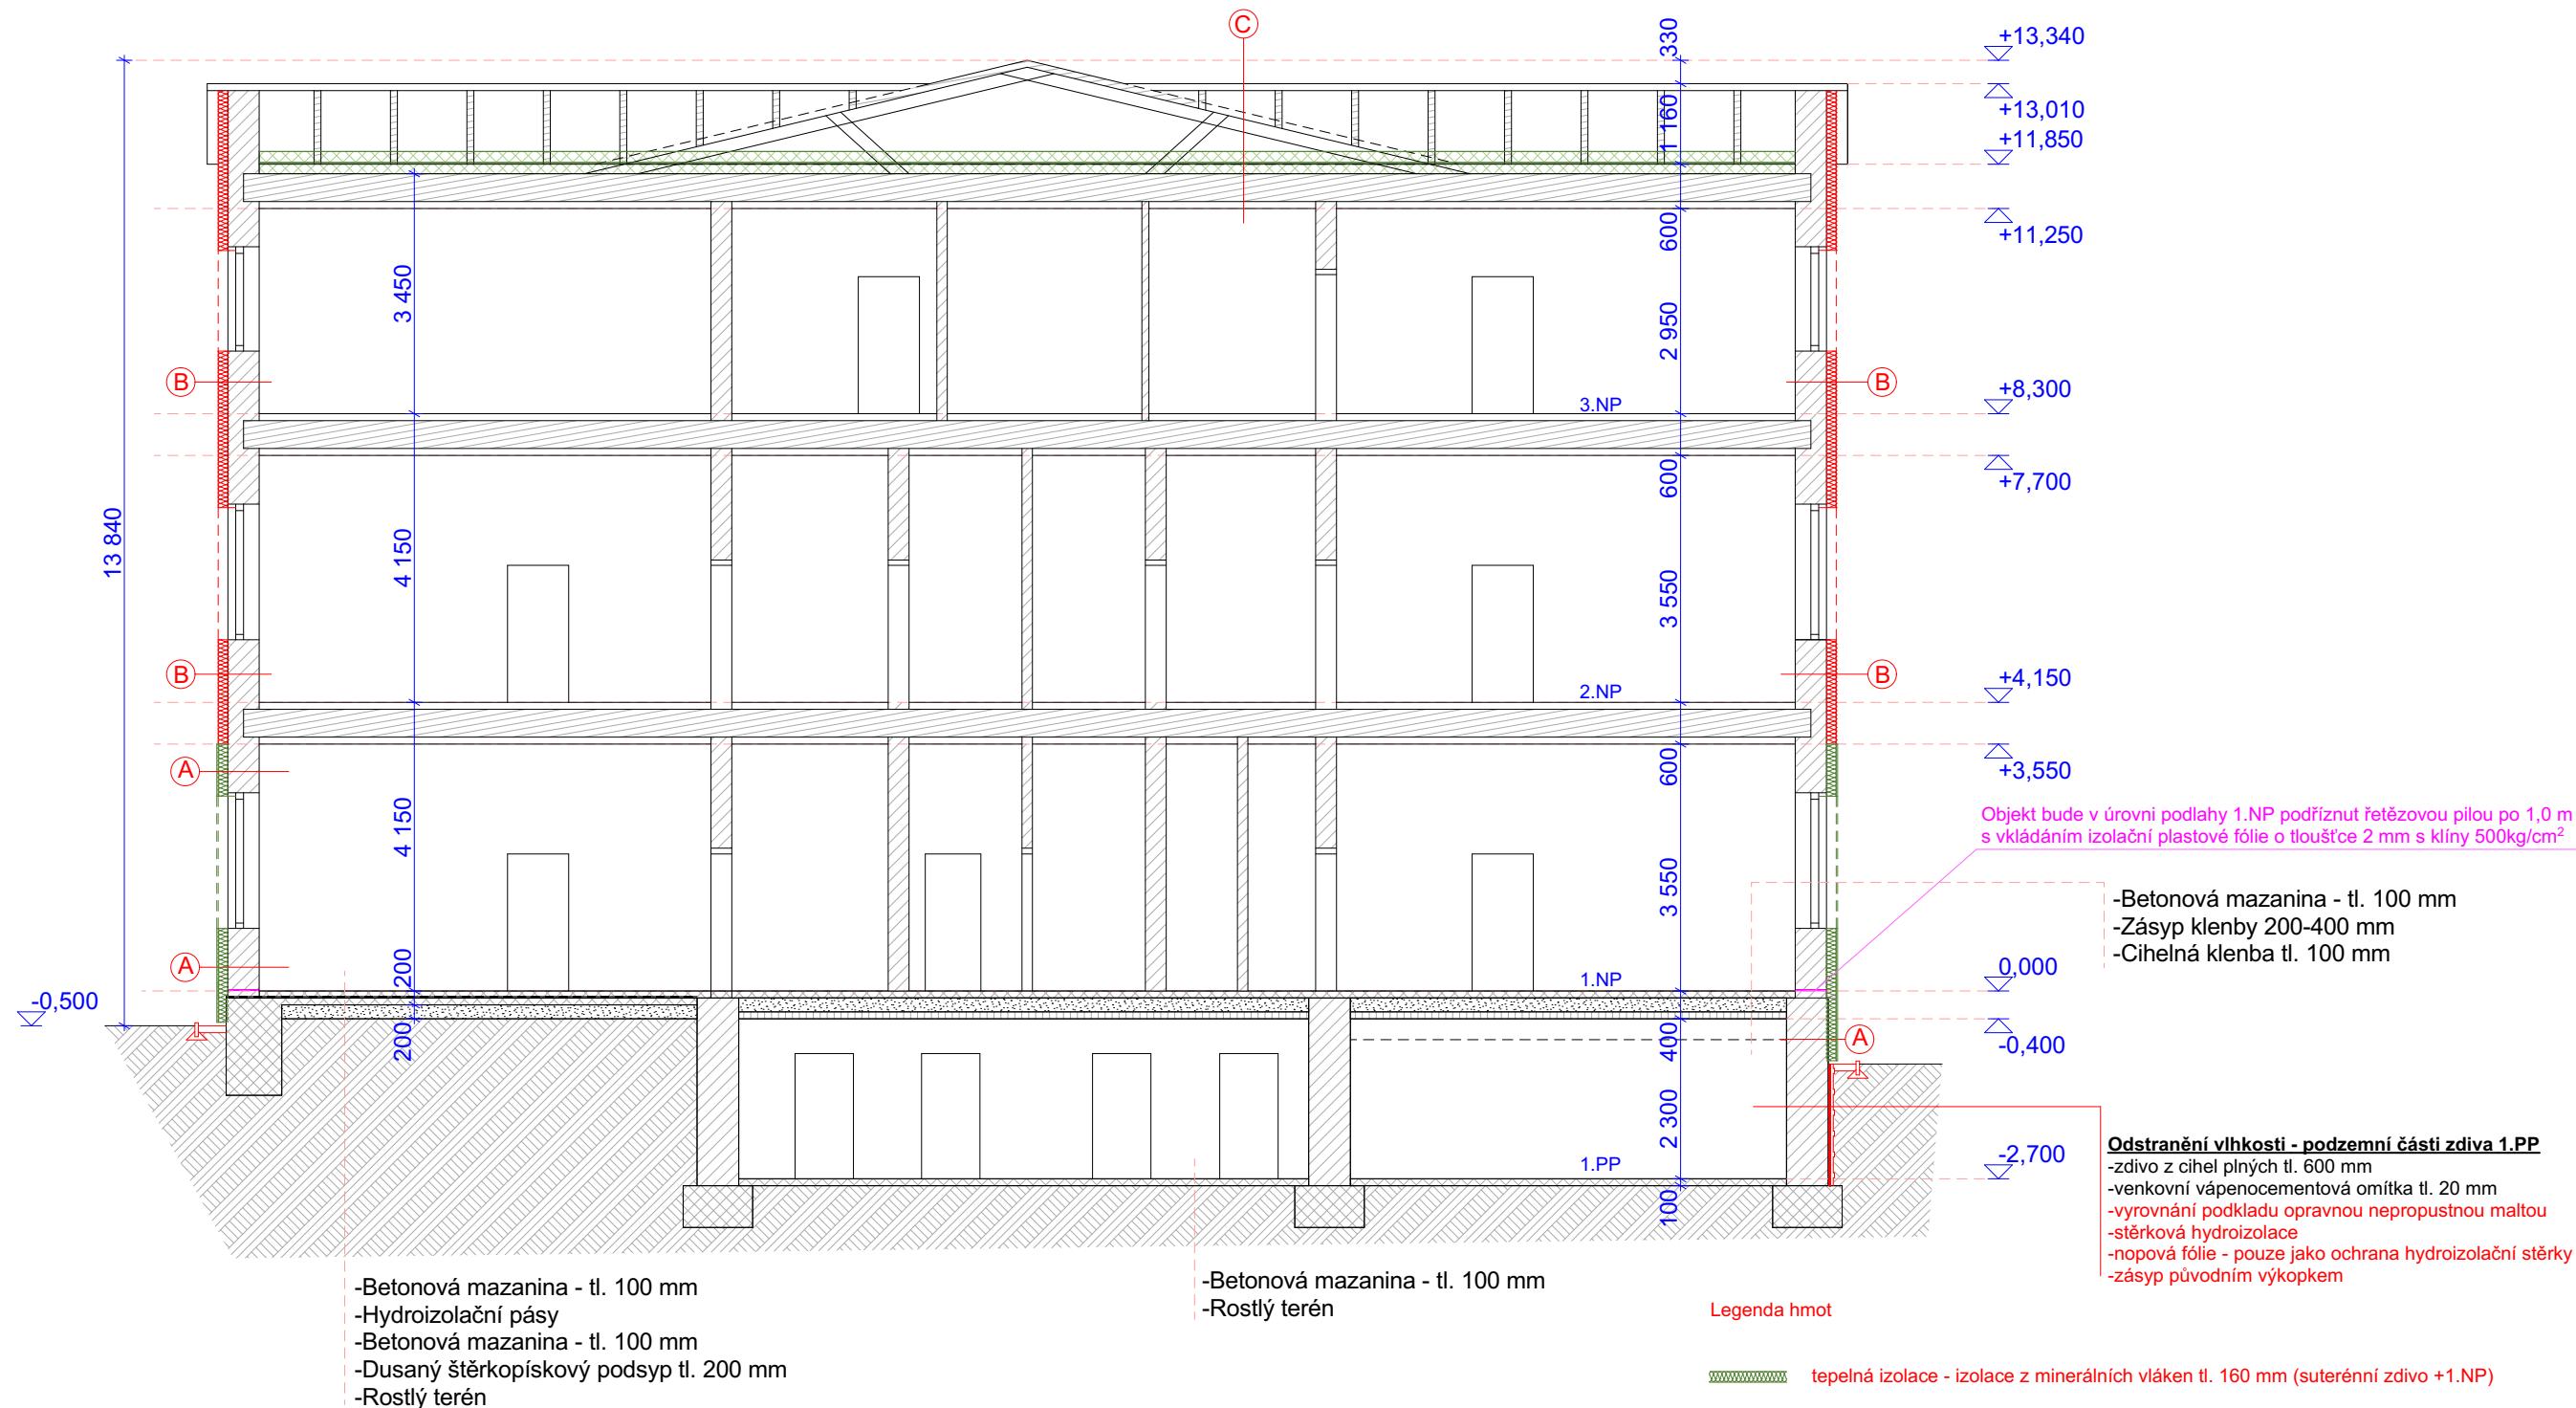 C
330
+13,340
+13,010
1 160
+11,850
600
+11,250
3 450
2 950
B
B
+8,300
3.NP
600
+7,700
13 840
4 150
3 550
B
B
+4,150
2.NP
600
+3,550
A
Objekt bude v úrovni podlahy 1.NP podříznut řetězovou pilou po 1,0 m
s vkládáním izolační plastové fólie o tloušťce 2 mm s klíny 500kg/cm²
4 150
3 550
-Betonová mazanina - tl. 100 mm
-Zásyp klenby 200-400 mm
-Cihelná klenba tl. 100 mm
A
200
1.NP
0,000
-0,500
200
400
-0,400
A
2 300
1.PP
-2,700
100
Odstranění vlhkosti - podzemní části zdiva 1.PP
-zdivo z cihel plných tl. 600 mm
-venkovní vápenocementová omítka tl. 20 mm
-vyrovnání podkladu opravnou nepropustnou maltou
-stěrková hydroizolace
-nopová fólie - pouze jako ochrana hydroizolační stěrky
-zásyp původním výkopkem
-Betonová mazanina - tl. 100 mm
-Hydroizolační pásy
-Betonová mazanina - tl. 100 mm
-Dusaný štěrkopískový podsyp tl. 200 mm
-Rostlý terén
-Betonová mazanina - tl. 100 mm
-Rostlý terén
Legenda hmot
tepelná izolace - izolace z minerálních vláken tl. 160 mm (suterénní zdivo +1.NP)